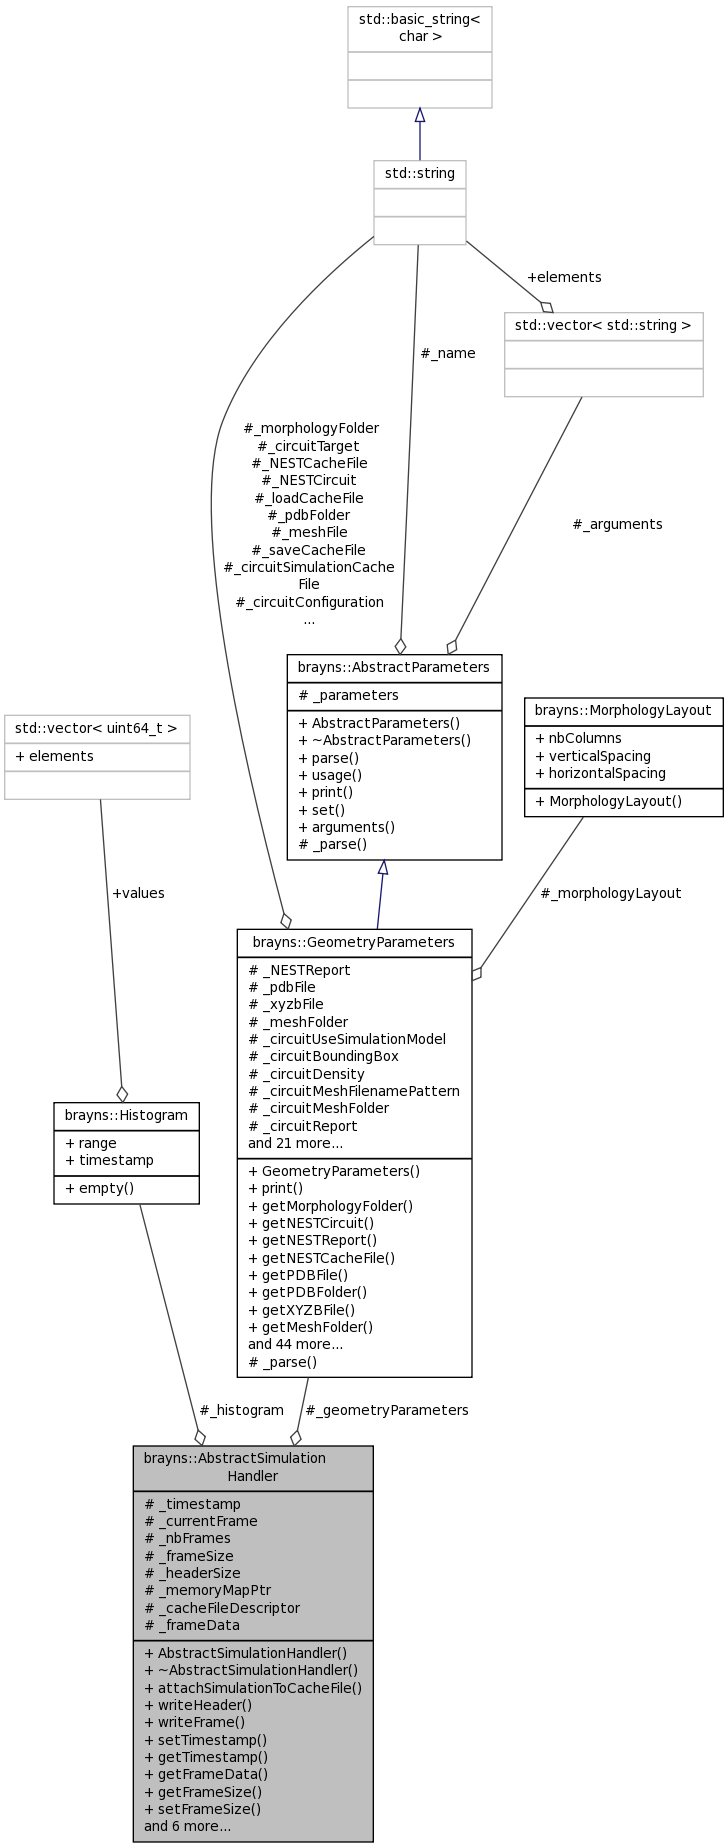 std::basic_string<
char >
std::string
+elements
std::vector< std::string >
#_name
#_morphologyFolder
#_circuitTarget
#_NESTCacheFile
#_NESTCircuit
#_loadCacheFile
#_pdbFolder
#_meshFile
#_saveCacheFile
#_circuitSimulationCache
File
#_circuitConfiguration
...
#_arguments
brayns::AbstractParameters
# _parameters
+ AbstractParameters()
+ ~AbstractParameters()
+ parse()
+ usage()
+ print()
+ set()
+ arguments()
# _parse()
brayns::MorphologyLayout
+ nbColumns
+ verticalSpacing
+ horizontalSpacing
+ MorphologyLayout()
std::vector< uint64_t >
+ elements
+values
#_morphologyLayout
brayns::GeometryParameters
# _NESTReport
# _pdbFile
# _xyzbFile
# _meshFolder
# _circuitUseSimulationModel
# _circuitBoundingBox
# _circuitDensity
# _circuitMeshFilenamePattern
# _circuitMeshFolder
# _circuitReport
and 21 more...
+ GeometryParameters()
+ print()
+ getMorphologyFolder()
+ getNESTCircuit()
+ getNESTReport()
+ getNESTCacheFile()
+ getPDBFile()
+ getPDBFolder()
+ getXYZBFile()
+ getMeshFolder()
and 44 more...
# _parse()
brayns::Histogram
+ range
+ timestamp
+ empty()
#_histogram
#_geometryParameters
brayns::AbstractSimulation
Handler
# _timestamp
# _currentFrame
# _nbFrames
# _frameSize
# _headerSize
# _memoryMapPtr
# _cacheFileDescriptor
# _frameData
+ AbstractSimulationHandler()
+ ~AbstractSimulationHandler()
+ attachSimulationToCacheFile()
+ writeHeader()
+ writeFrame()
+ setTimestamp()
+ getTimestamp()
+ getFrameData()
+ getFrameSize()
+ setFrameSize()
and 6 more...